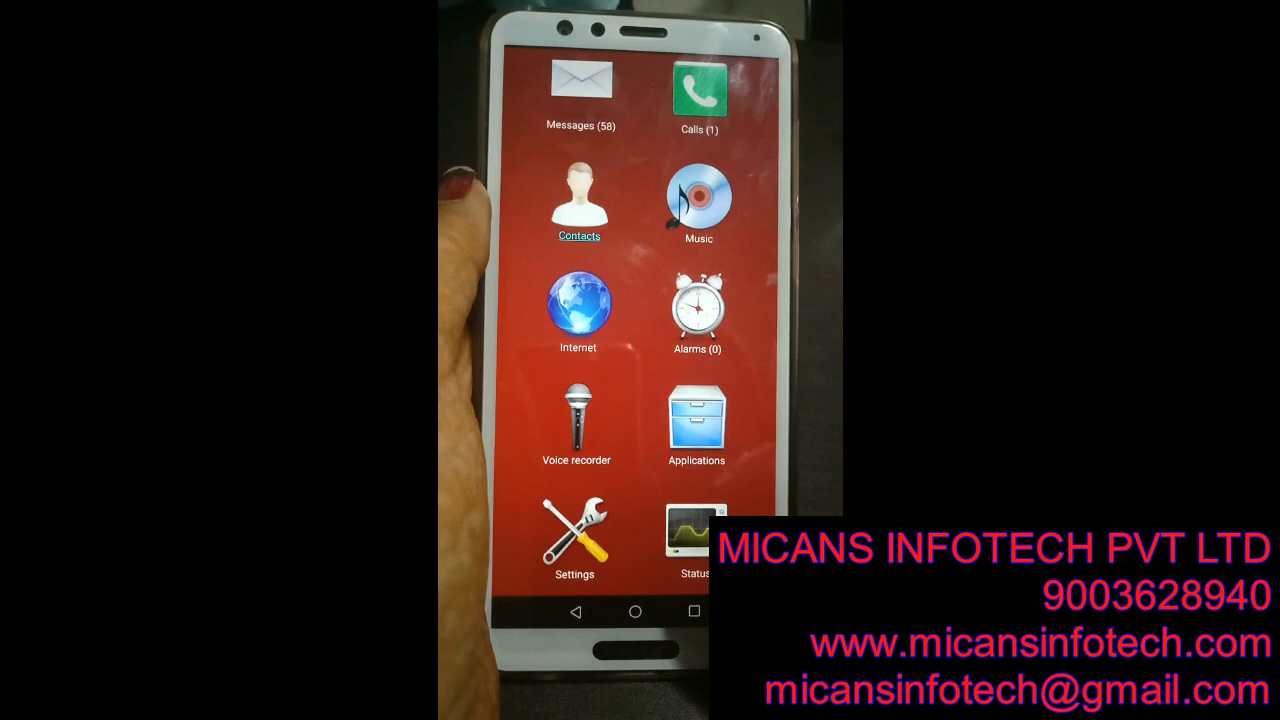 Messages (58)
Calls (1)
Contacts
Music
Internet
Alarms (0)
Voice recorder
Applications
Settings
Status
MICANS INFOTECH PVT LTD
9003628940
www.micansinfotech.com
micansinfotech@gmail.com